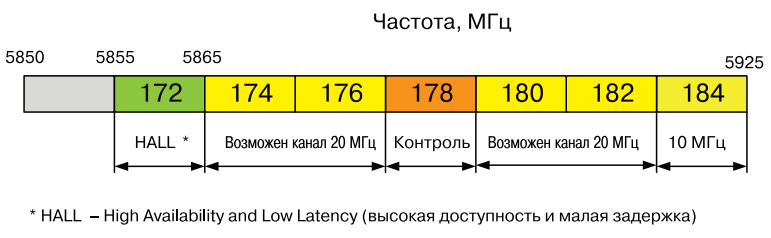 Частота, МГц
5850 5855 5865 5925
172 174 176 178 180 182 184
HALL * Возможен канал 20 МГц Контроль Возможен канал 20 МГц 10 МГц
* HALL – High Availability and Low Latency (высокая доступность и малая задержка)